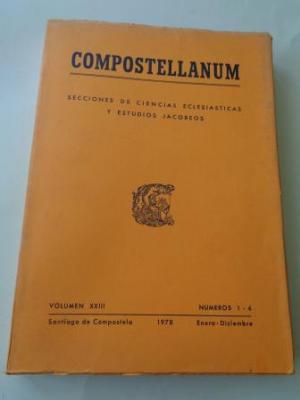 COMPOSTELLANUM
SECCIONES DE CIENCIAS ECLESIASTICAS
Y ESTUDIOS JACOBEOS
VOLUMEN XXIII NUMEROS 1 - 4
Santiago de Compostela 1978 Enero - Diciembre